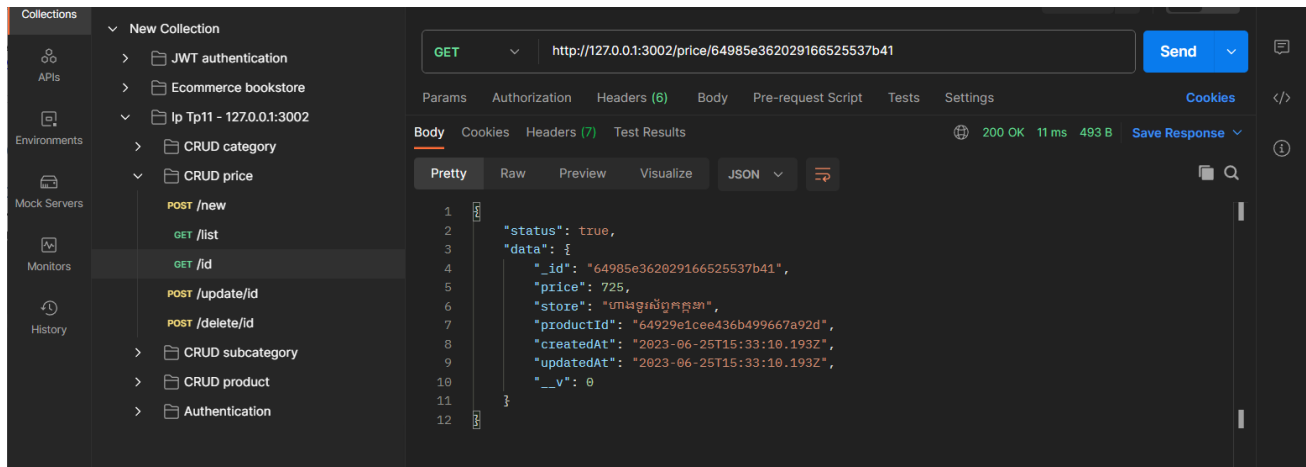 Collections
New Collection
GET http://127.0.0.1:3002/price/64985e362029166525537b41 Send
APIs
JWT authentication
Ecommerce bookstore
Params Authorization Headers (6) Body Pre-request Script Tests Settings Cookies
Environments
Ip Tp11 - 127.0.0.1:3002
Body Cookies Headers (7) Test Results 200 OK 11 ms 493 B Save Response
CRUD category
CRUD price
Pretty Raw Preview Visualize JSON
Mock Servers
POST /new
GET /list
Monitors
GET /id
POST /update/id
History
POST /delete/id
CRUD subcategory
CRUD product
Authentication
1 {
2 "status": true,
3 "data": {
4 "_id": "64985e362029166525537b41",
5 "price": 725,
6 "store": "ហាងទូរស័ព្ទកក្កដា",
7 "productId": "64929e1cee436b499667a92d",
8 "createdAt": "2023-06-25T15:33:10.193Z",
9 "updatedAt": "2023-06-25T15:33:10.193Z",
10 "__v": 0
11 }
12 }